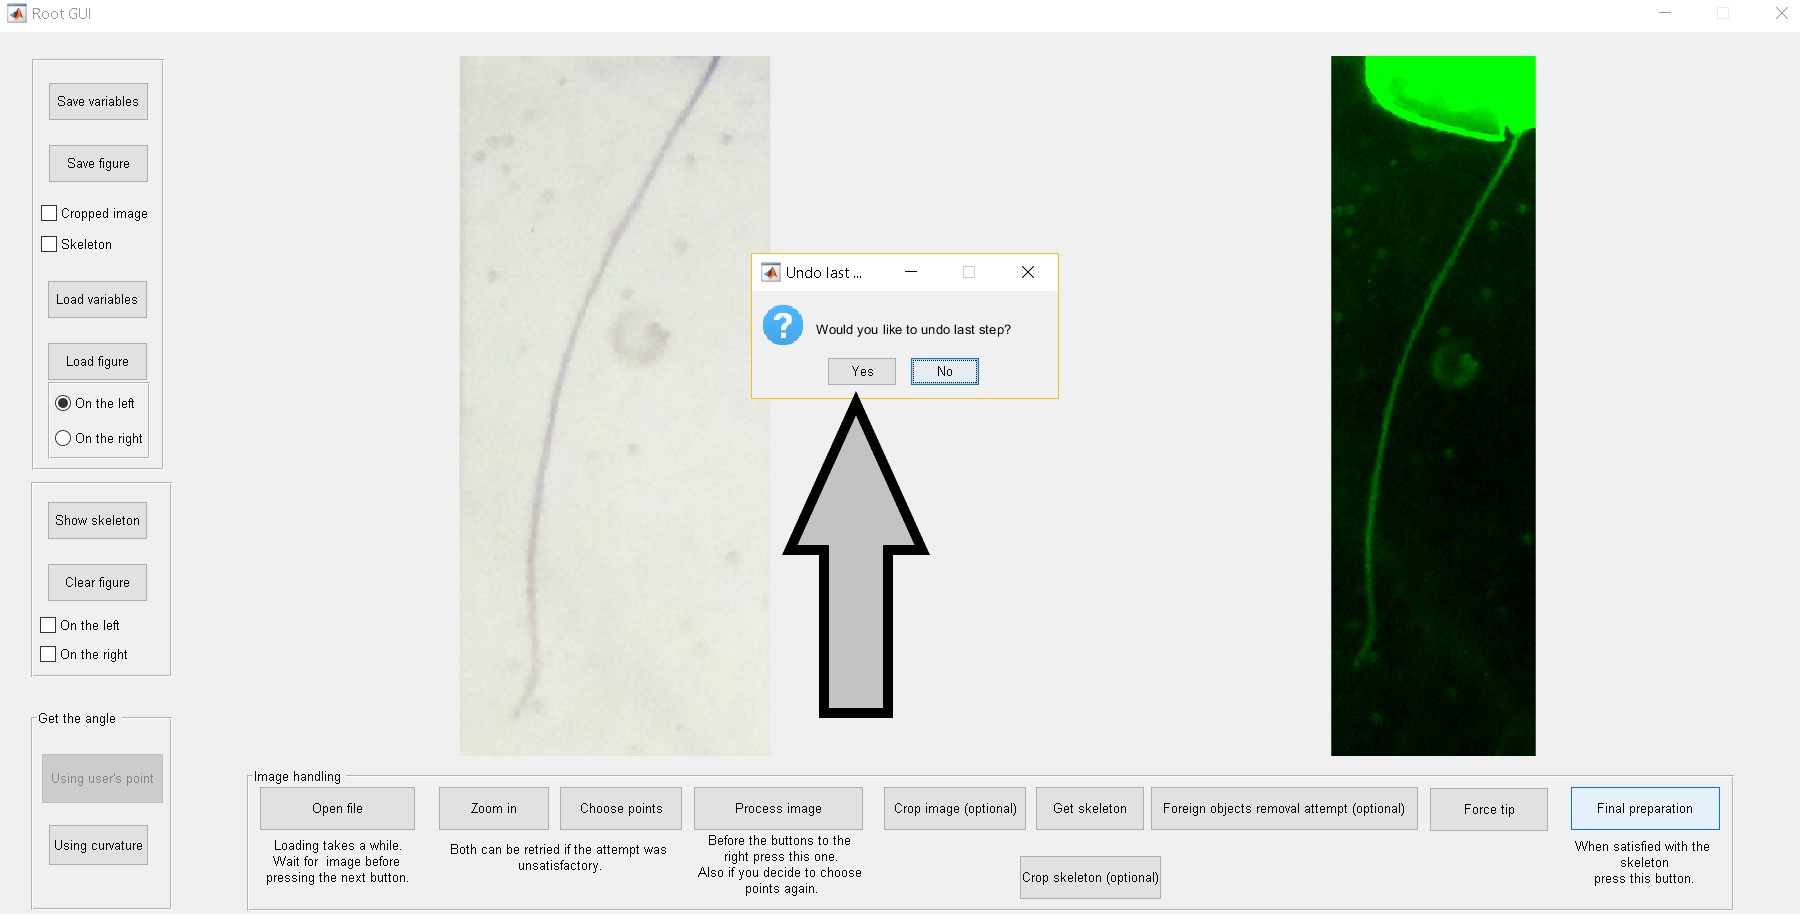 Root GUI
Save variables
Save figure
Cropped image
Skeleton
Load variables
Load figure
On the left
On the right
Show skeleton
Clear figure
On the left
On the right
Get the angle
Using user's point
Using curvature
Undo last ...
Would you like to undo last step?
Yes
No
Image handling
Open file
Loading takes a while.
Wait for image before
pressing the next button.
Zoom in
Choose points
Both can be retried if the attempt was
unsatisfactory.
Process image
Before the buttons to the
right press this one.
Also if you decide to choose
points again.
Crop image (optional)
Get skeleton
Crop skeleton (optional)
Foreign objects removal attempt (optional)
Force tip
Final preparation
When satisfied with the
skeleton
press this button.